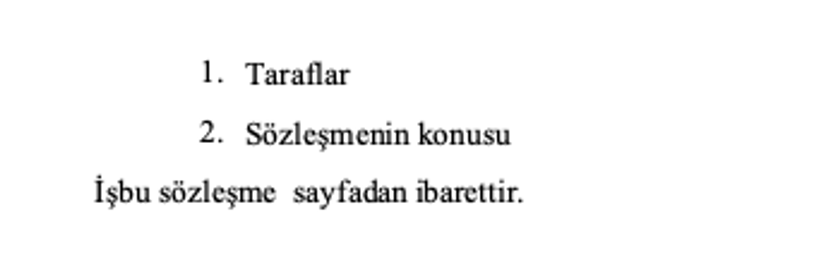 1. Taraflar
2. Sözleşmenin konusu
İşbu sözleşme  sayfadan ibarettir.